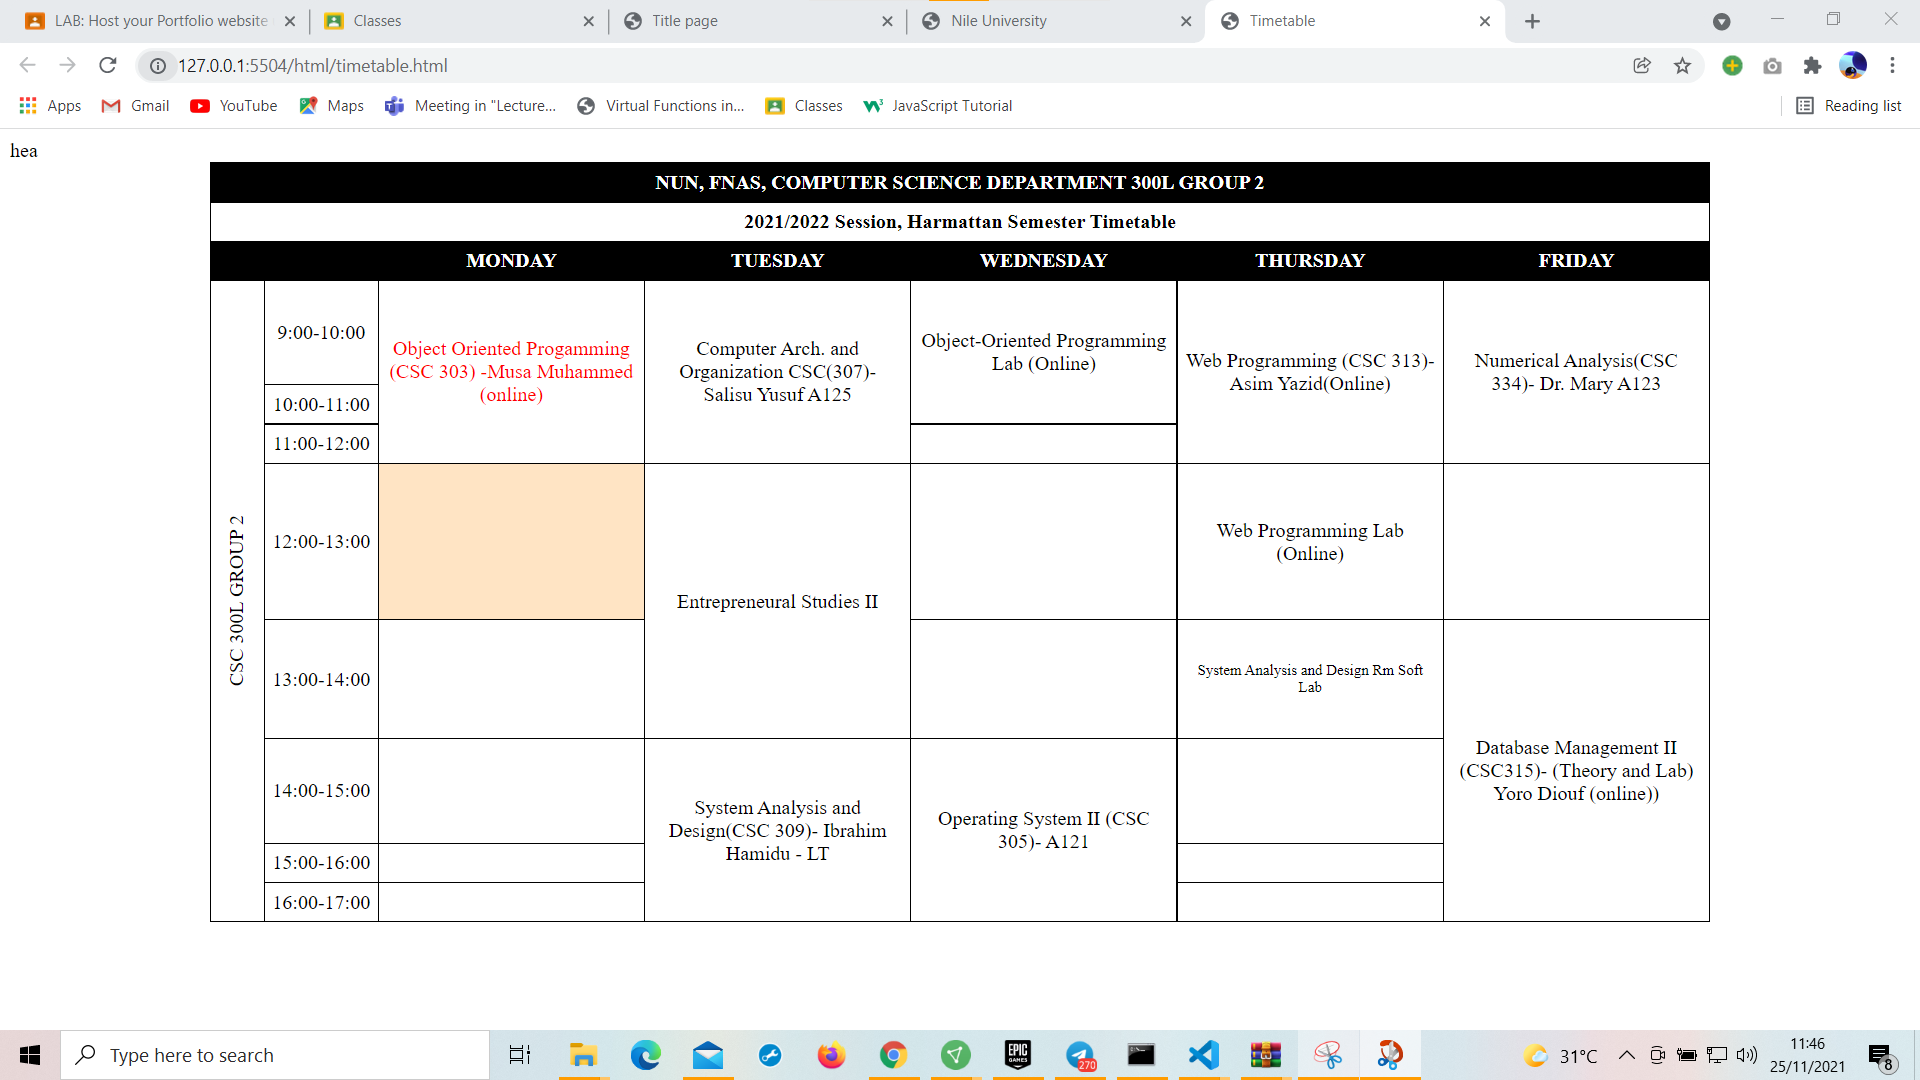 LAB: Host your Portfolio website
Classes
Title page
Nile University
Timetable
127.0.0.1:5504/html/timetable.html
Apps
Gmail
YouTube
Maps
Meeting in "Lecture...
Virtual Functions in...
Classes
JavaScript Tutorial
Reading list
hea
NUN, FNAS, COMPUTER SCIENCE DEPARTMENT 300L GROUP 2
2021/2022 Session, Harmattan Semester Timetable
MONDAY TUESDAY WEDNESDAY THURSDAY FRIDAY
CSC 300L GROUP 2
9:00-10:00
Object Oriented Progamming
(CSC 303) -Musa Muhammed
(online)
Computer Arch. and
Organization CSC(307)-
Salisu Yusuf A125
Object-Oriented Programming
Lab (Online)
Web Programming (CSC 313)-
Asim Yazid(Online)
Numerical Analysis(CSC
334)- Dr. Mary A123
10:00-11:00
11:00-12:00
12:00-13:00
Entrepreneural Studies II
Web Programming Lab
(Online)
13:00-14:00
System Analysis and Design Rm Soft
Lab
Database Management II
(CSC315)- (Theory and Lab)
Yoro Diouf (online))
14:00-15:00
System Analysis and
Design(CSC 309)- Ibrahim
Hamidu - LT
Operating System II (CSC
305)- A121
15:00-16:00
16:00-17:00
Type here to search
EPIC
GAMES
270
31°C
11:46
25/11/2021
8